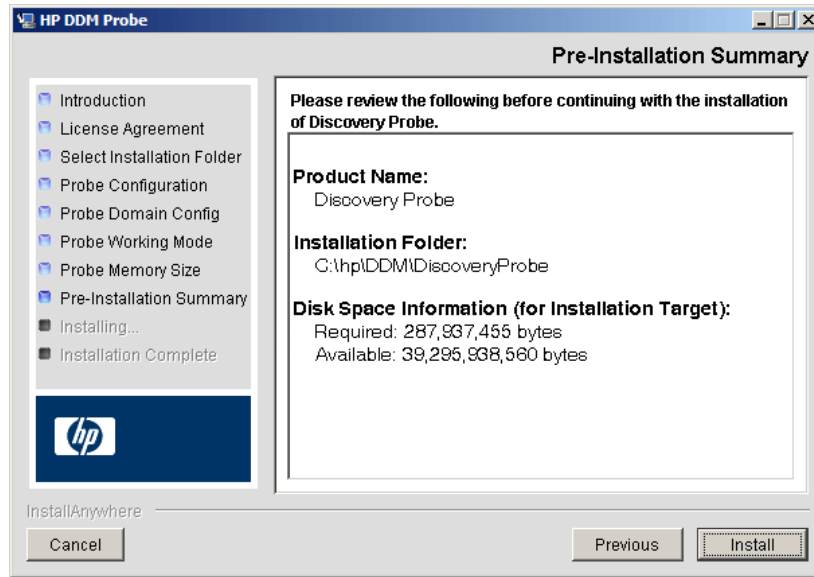 HP DDM Probe
Pre-Installation Summary
Introduction
License Agreement
Select Installation Folder
Probe Configuration
Probe Domain Config
Probe Working Mode
Probe Memory Size
Pre-Installation Summary
Installing...
Installation Complete
hp
Please review the following before continuing with the installation
of Discovery Probe.
Product Name:
Discovery Probe
Installation Folder:
C:\hp\DDM\DiscoveryProbe
Disk Space Information (for Installation Target):
Required: 287,937,455 bytes
Available: 39,295,938,560 bytes
InstallAnywhere
Cancel
Previous
Install